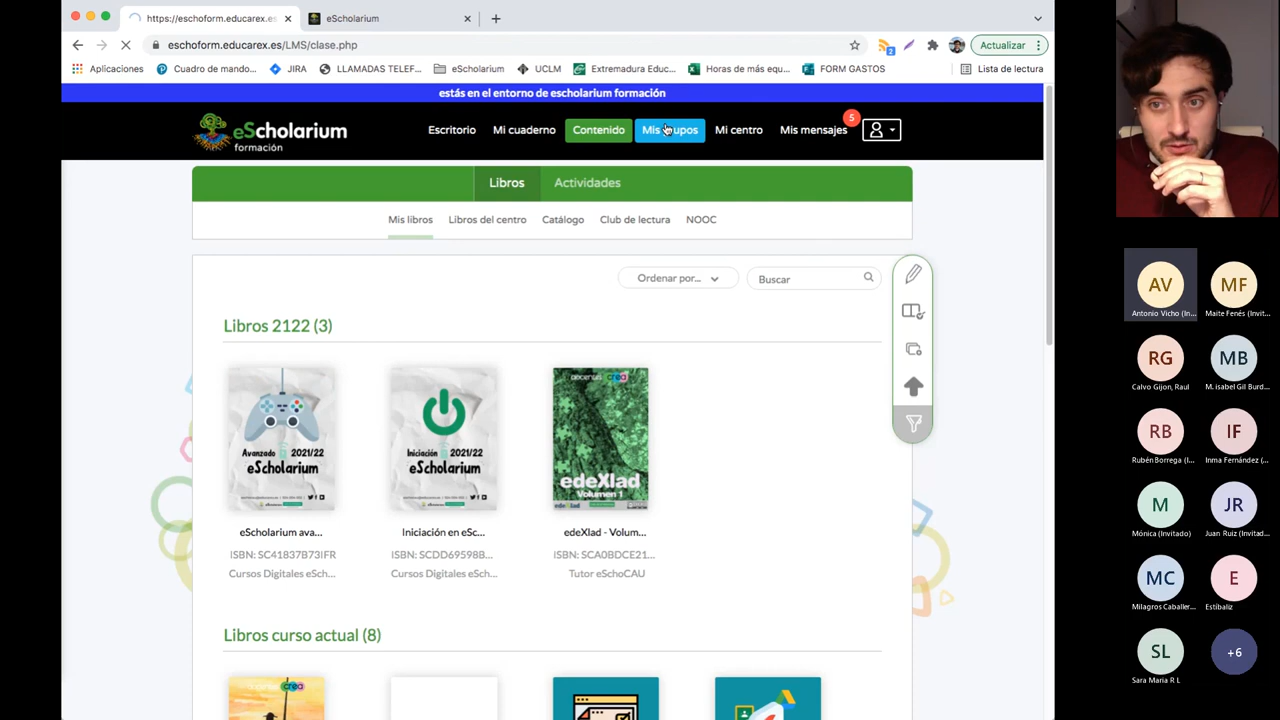 https://eschoform.educarex.es
eScholarium
eschoform.educarex.es/LMS/clase.php
Actualizar
Aplicaciones
Cuadro de mando...
JIRA
LLAMADAS TELEF...
eScholarium
UCLM
Extremadura Educ...
Horas de más equ...
FORM GASTOS
Lista de lectura
estás en el entorno de escholarium formación
eScholarium
formación
Escritorio
Mi cuaderno
Contenido
Mis grupos
Mi centro
Mis mensajes
5
Libros
Actividades
Mis libros
Libros del centro
Catálogo
Club de lectura
NOOC
Ordenar por...
Buscar
Libros 2122 (3)
Avanzado 2021/22
eScholarium
Iniciación 2021/22
eScholarium
edeXlad
Volumen 1
eScholarium ava...
Iniciación en eSc...
edeXlad - Volum...
ISBN: SC41837B73IFR
ISBN: SCDD69598B...
ISBN: SCA0BDCE21...
Cursos Digitales eSch...
Cursos Digitales eSch...
Tutor eSchoCAU
Libros curso actual (8)
AV
Antonio Vicho (In...
MF
Maite Fenés (Invit...
RG
Calvo Gijon, Raul
MB
M. isabel Gil Burd...
RB
Rubén Borrega (I...
IF
Inma Fernández (...
M
Mónica (Invitado)
JR
Juan Ruiz (Invitad...
MC
Milagros Caballer...
E
Estíbaliz
SL
Sara Maria R L
+6